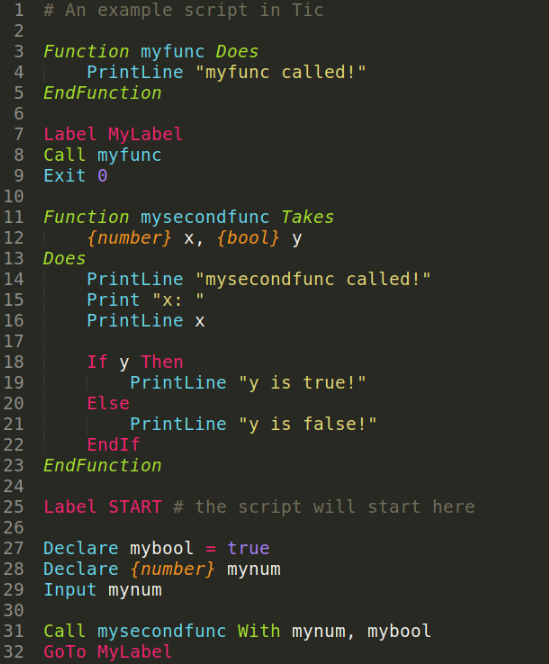 1 # An example script in Tic
2
3 Function myfunc Does
4     PrintLine "myfunc called!"
5 EndFunction
6
7 Label MyLabel
8 Call myfunc
9 Exit 0
10
11 Function mysecondfunc Takes
12     {number} x, {bool} y
13 Does
14     PrintLine "mysecondfunc called!"
15     Print "x: "
16     PrintLine x
17
18     If y Then
19         PrintLine "y is true!"
20     Else
21         PrintLine "y is false!"
22     EndIf
23 EndFunction
24
25 Label START # the script will start here
26
27 Declare mybool = true
28 Declare {number} mynum
29 Input mynum
30
31 Call mysecondfunc With mynum, mybool
32 GoTo MyLabel